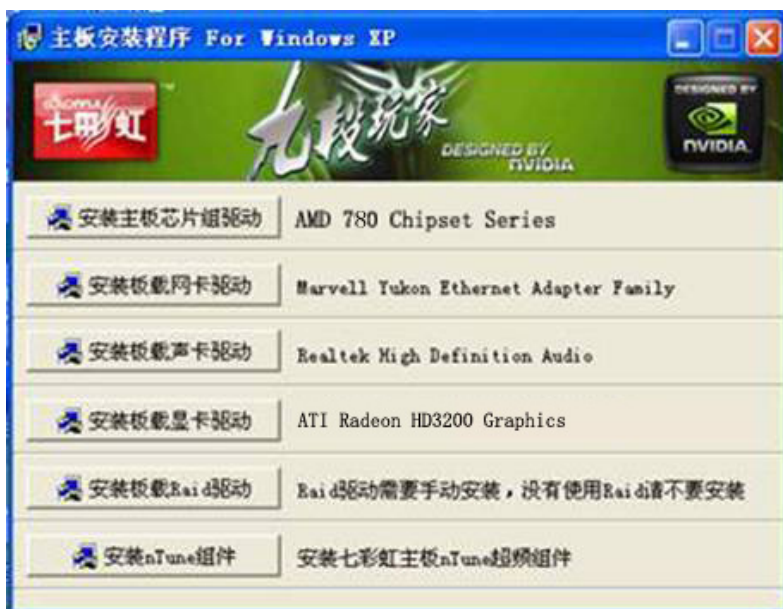 主板安装程序 For Windows XP
COLORFUL
七彩虹
TM
九段玩家
DESIGNED BY
NVIDIA
DESIGNED BY
NVIDIA
安装主板芯片组驱动 AMD 780 Chipset Series
安装板载网卡驱动 Marvell Yukon Ethernet Adapter Family
安装板载声卡驱动 Realtek High Definition Audio
安装板载显卡驱动 ATI Radeon HD3200 Graphics
安装板载Raid驱动 Raid驱动需要手动安装，没有使用Raid请不要安装
安装nTune组件 安装七彩虹主板nTune超频组件